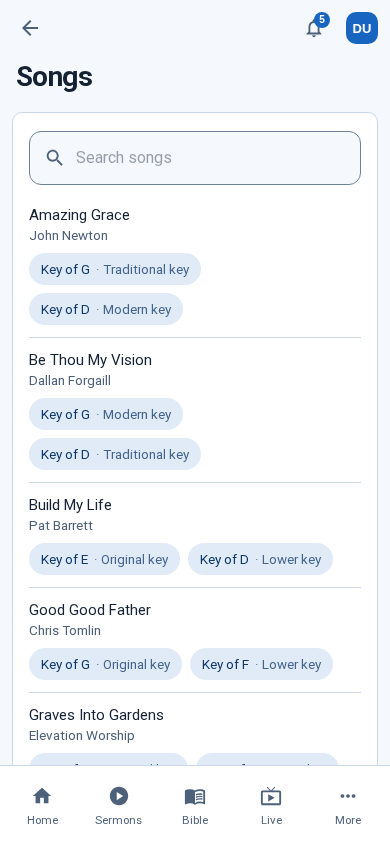 5
DU
Songs
Search songs
Amazing Grace
John Newton
Key of G · Traditional key
Key of D · Modern key
Be Thou My Vision
Dallan Forgaill
Key of G · Modern key
Key of D · Traditional key
Build My Life
Pat Barrett
Key of E · Original key Key of D · Lower key
Good Good Father
Chris Tomlin
Key of G · Original key Key of F · Lower key
Graves Into Gardens
Elevation Worship
Home Sermons Bible Live More